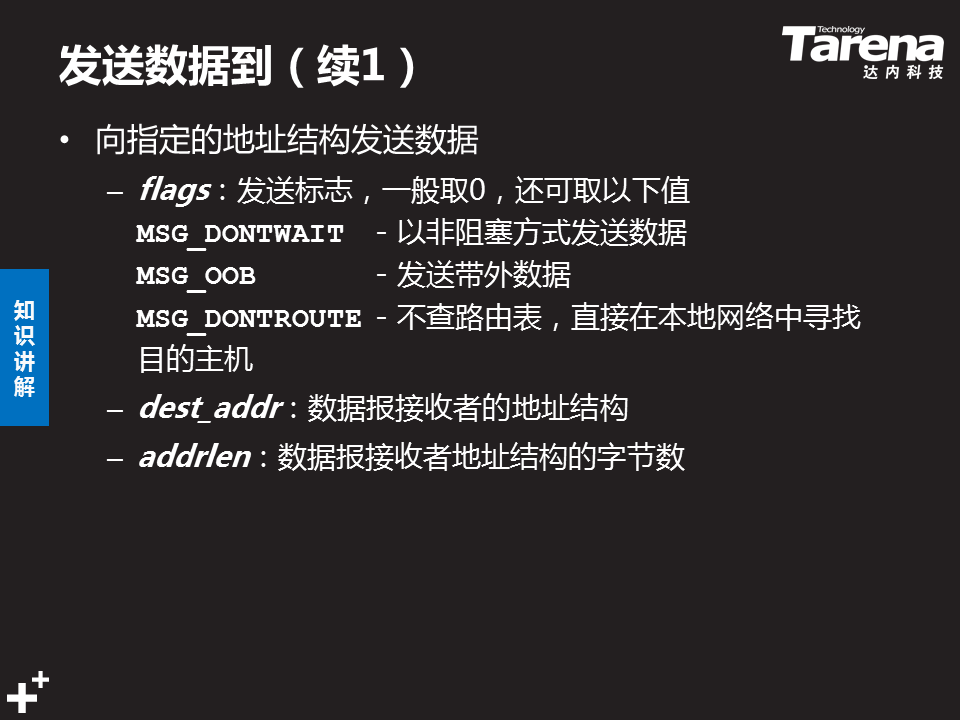 发送数据到（续1）
Technology
Tarena
达内科技
• 向指定的地址结构发送数据
– flags：发送标志，一般取0，还可取以下值
MSG_DONTWAIT - 以非阻塞方式发送数据
MSG_OOB - 发送带外数据
MSG_DONTROUTE - 不查路由表，直接在本地网络中寻找
目的主机
– dest_addr：数据报接收者的地址结构
– addrlen：数据报接收者地址结构的字节数
知
识
讲
解